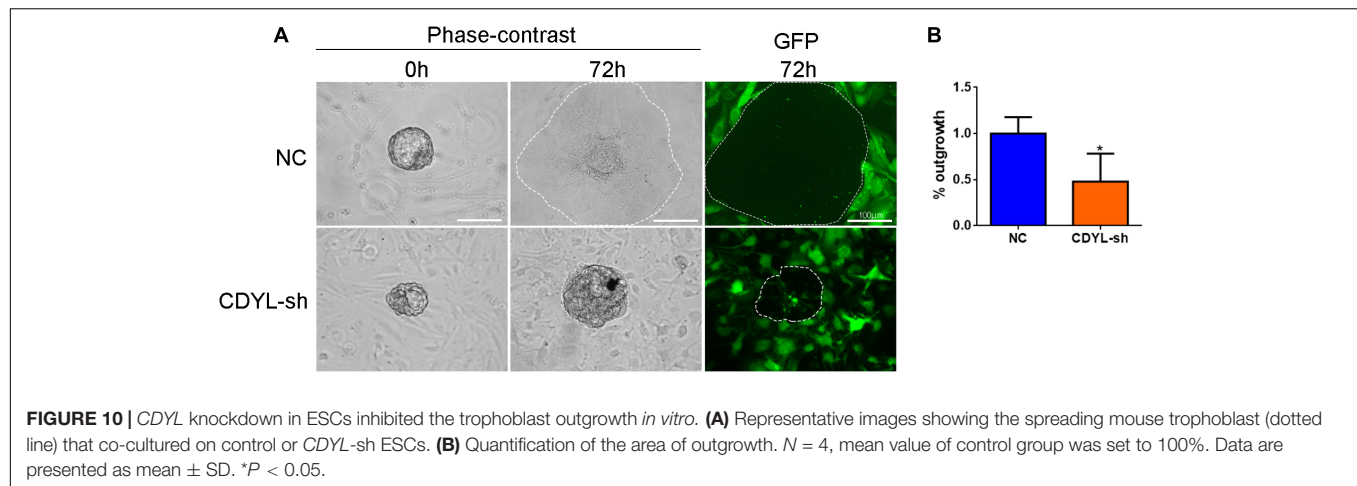 A
Phase-contrast
GFP
0h
72h
72h
NC
100μm
CDYL-sh
B
% outgrowth
1.5
1.0
0.5
0.0
*
NC
CDYL-sh
FIGURE 10 | CDYL knockdown in ESCs inhibited the trophoblast outgrowth in vitro. (A) Representative images showing the spreading mouse trophoblast (dotted
line) that co-cultured on control or CDYL-sh ESCs. (B) Quantification of the area of outgrowth. N = 4, mean value of control group was set to 100%. Data are
presented as mean ± SD. *P < 0.05.